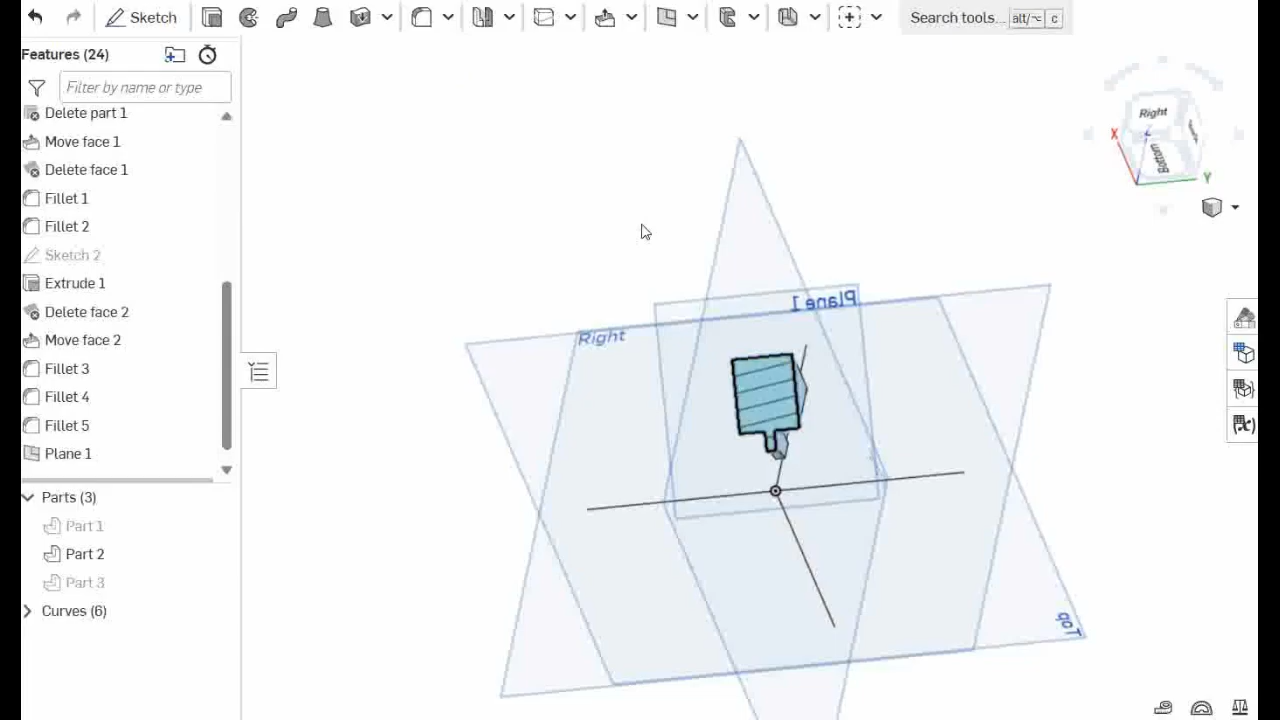 Sketch
Search tools... alt/⌥ c
Features (24)
Filter by name or type
Delete part 1
Move face 1
Delete face 1
Fillet 1
Fillet 2
Sketch 2
Extrude 1
Delete face 2
Move face 2
Fillet 3
Fillet 4
Fillet 5
Plane 1
Parts (3)
Part 1
Part 2
Part 3
Curves (6)
Plane 1
Right
Top
Right
Bottom
X
Z
Y
(x)